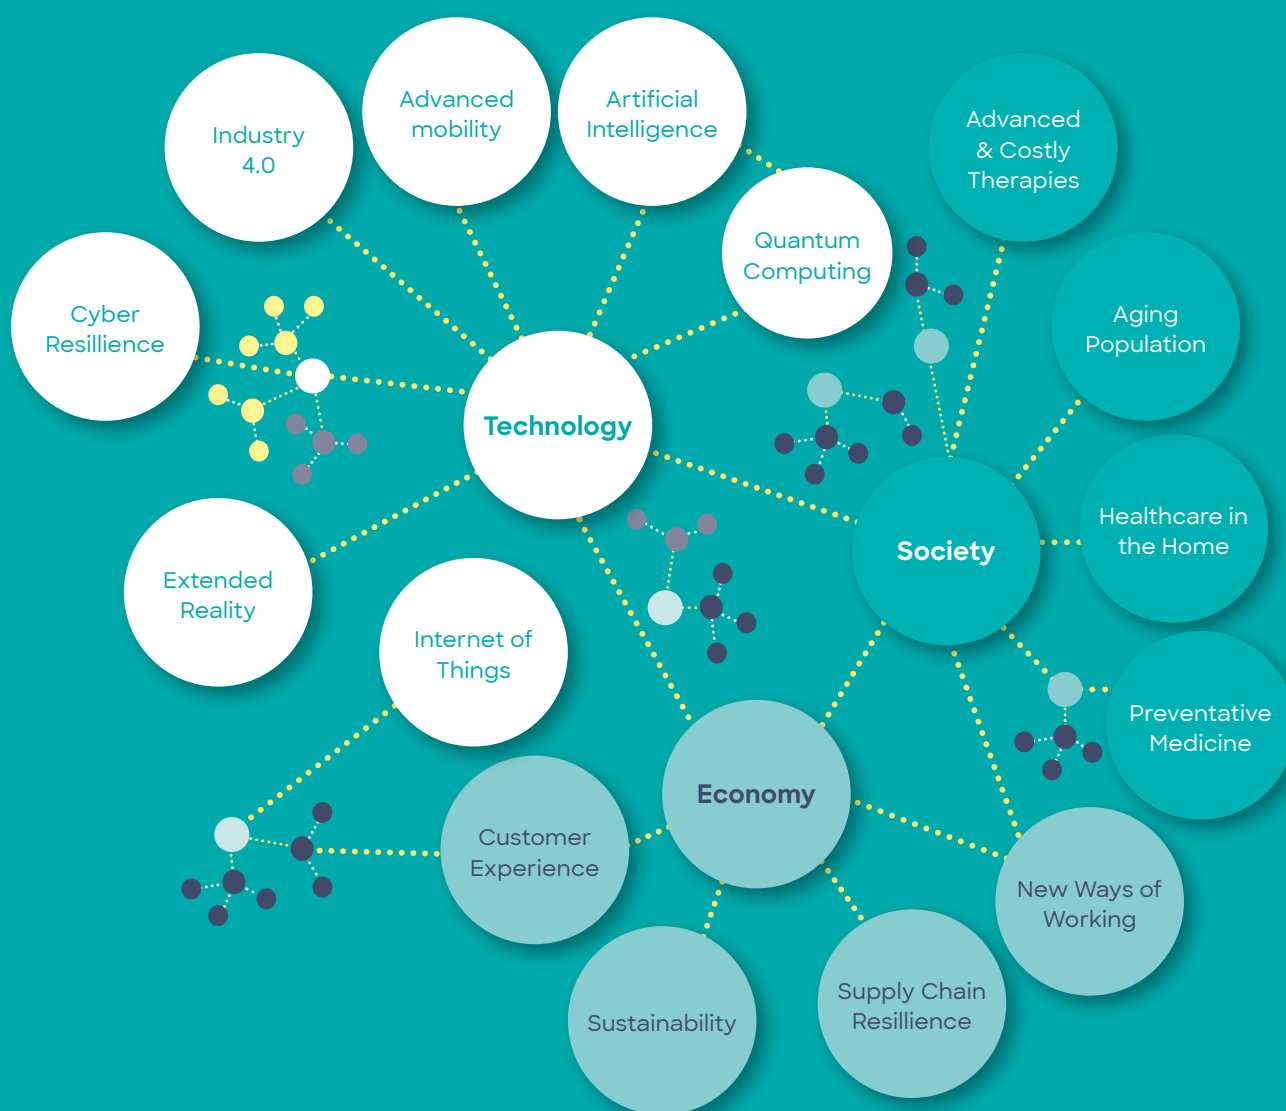 Industry
4.0
Advanced
mobility
Artificial
Intelligence
Advanced
& Costly
Therapies
Quantum
Computing
Cyber
Resillience
Aging
Population
Technology
Healthcare in
the Home
Society
Extended
Reality
Internet of
Things
Preventative
Medicine
Economy
Customer
Experience
New Ways of
Working
Supply Chain
Resillience
Sustainability